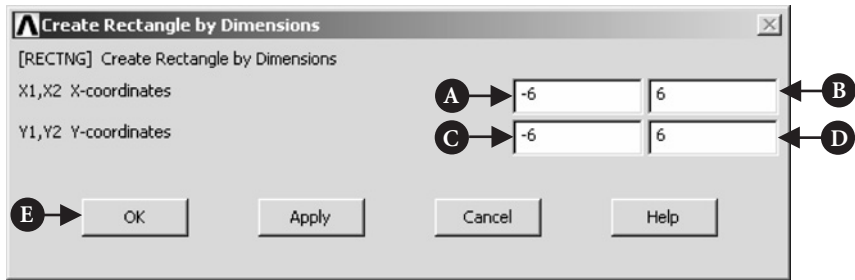 Create Rectangle by Dimensions
[RECTNG] Create Rectangle by Dimensions
X1,X2 X-coordinates A -6 6 B
Y1,Y2 Y-coordinates C -6 6 D
E OK Apply Cancel Help